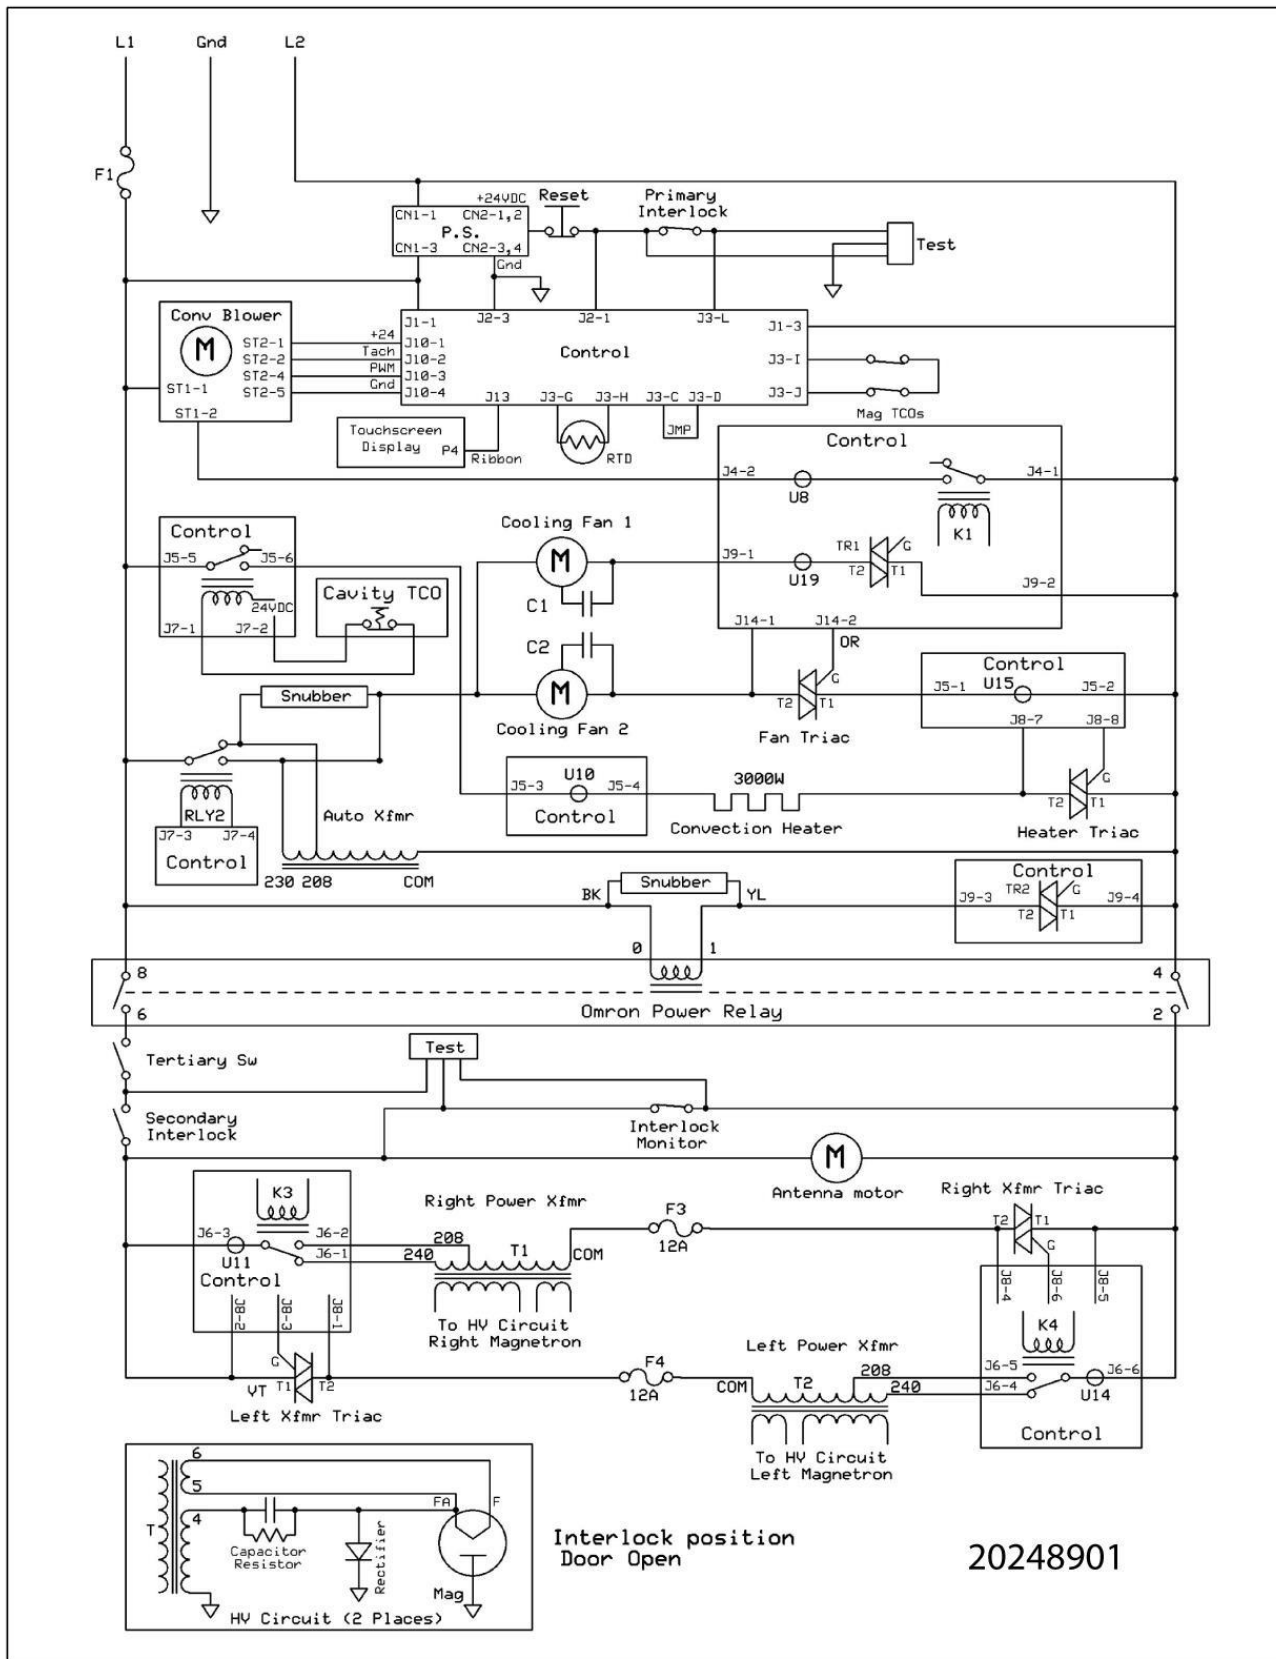 L1 Gnd L2
F1
+24VDC Reset Primary
Interlock
CN1-1 CN2-1,2
P.S.
CN1-3 CN2-3,4
Gnd
Test
Conv Blower
M
ST2-1 +24 J10-1
ST2-2 Tach J10-2
ST2-4 PWM J10-3
ST2-5 Gnd J10-4
ST1-1
ST1-2
J1-1 J2-3 J2-1 J3-L
J1-3
Control
J3-I
J3-J
J13 J3-G J3-H J3-C J3-D
Mag TCOs
Touchscreen
Display P4
Ribbon
RTD
JMP
Control
J4-2 J4-1
U8
K1
Cooling Fan 1
M
C1
J9-1
U19
TR1 G
T2 T1
J9-2
J14-1 J14-2
OR
Control
J5-5 J5-6
24VDC
J7-1 J7-2
Cavity TCO
C2
M
Cooling Fan 2
Snubber
G
T2 T1
Fan Triac
Control
J5-1 U15 J5-2
J8-7 J8-8
RLY2
J7-3 J7-4
Control
Auto Xfmr
230 208 COM
U10
J5-3 J5-4
Control
3000W
Convection Heater
G
T2 T1
Heater Triac
BK Snubber YL
Control
TR2 G
J9-3 J9-4
T2 T1
0 1
8 4
6 2
Omron Power Relay
Tertiary Sw
Test
Secondary
Interlock
Interlock
Monitor
M
Antenna motor
K3
J6-3 J6-2
J6-1
U11
Control
J8-2 J8-3 J8-1
Right Power Xfmr
208
240 T1 COM
To HV Circuit
Right Magnetron
F3
12A
Right Xfmr Triac
T2 T1
G
J8-4 J8-6 J8-5
K4
J6-5 J6-6
J6-4
U14
Control
G
VT T1 T2
Left Xfmr Triac
F4
12A
Left Power Xfmr
COM T2 208
240
To HV Circuit
Left Magnetron
6
5
4
T
FA F
Capacitor
Resistor
Rectifier
Mag
HV Circuit (2 Places)
Interlock position
Door Open
20248901